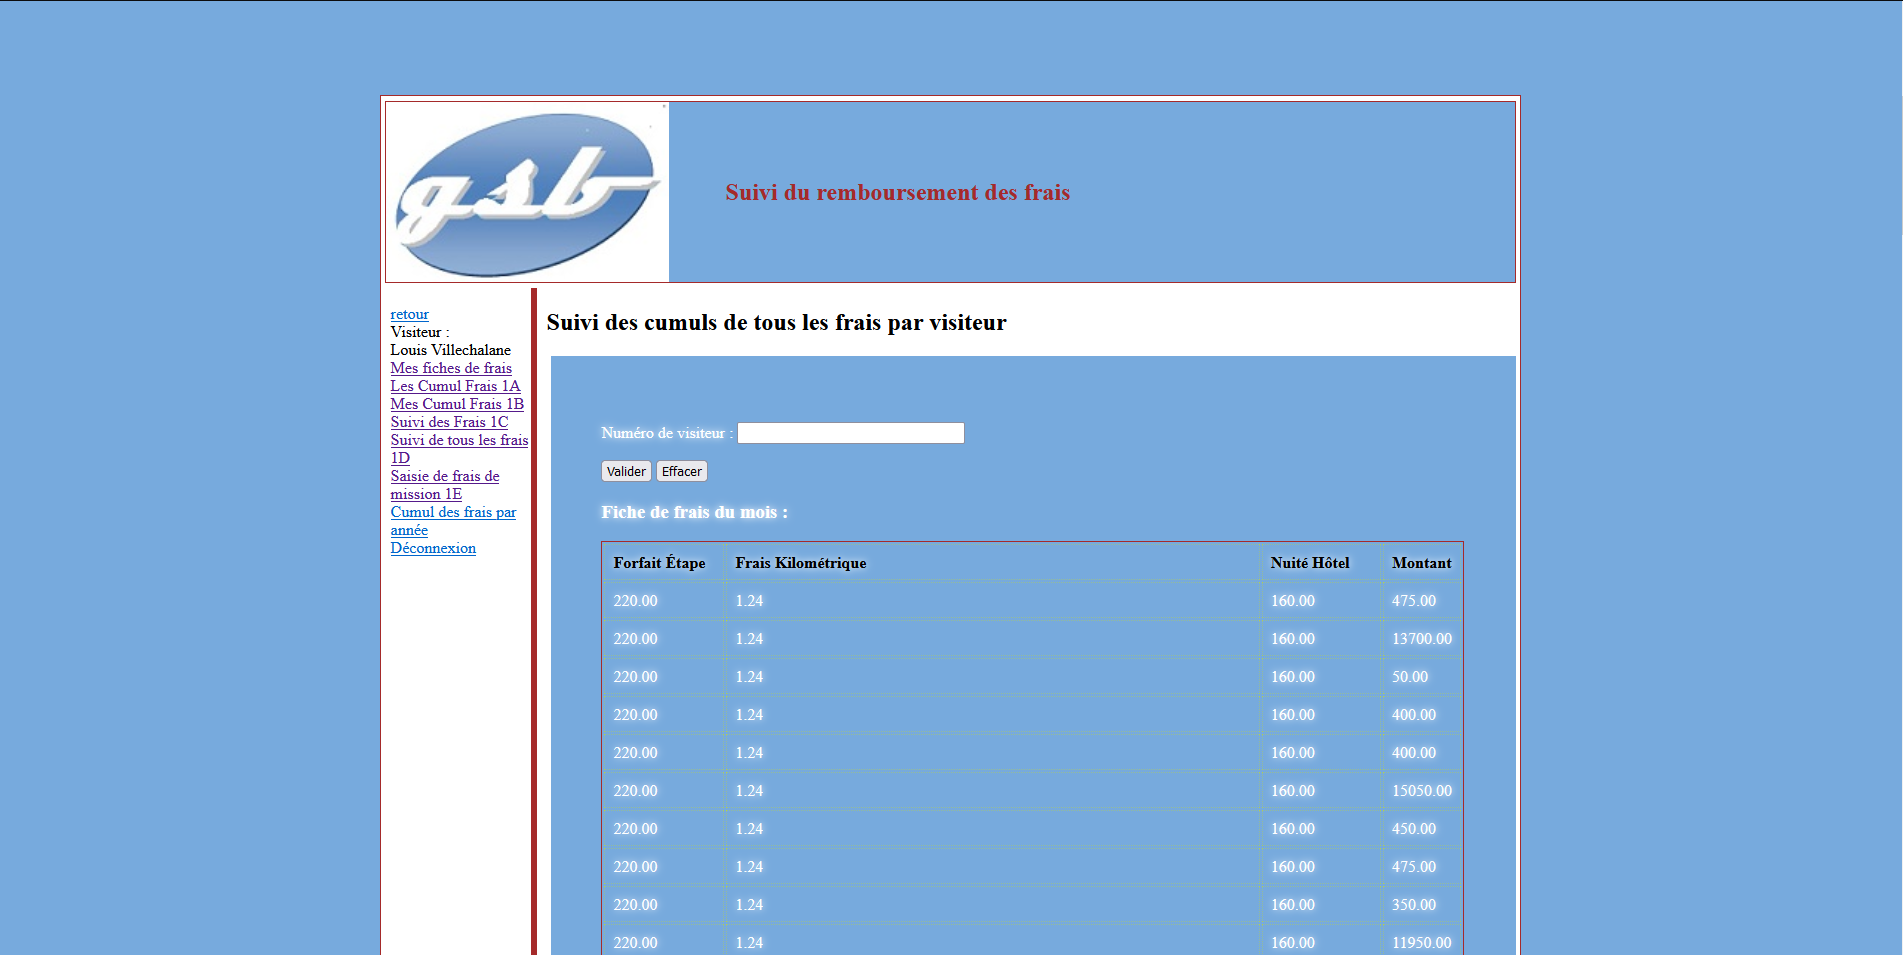 gsb
Suivi du remboursement des frais
retour
Visiteur :
Louis Villechalane
Mes fiches de frais
Les Cumul Frais 1A
Mes Cumul Frais 1B
Suivi des Frais 1C
Suivi de tous les frais
1D
Saisie de frais de
mission 1E
Cumul des frais par
année
Déconnexion
Suivi des cumuls de tous les frais par visiteur
Numéro de visiteur :
Valider Effacer
Fiche de frais du mois :
Forfait Étape Frais Kilométrique Nuité Hôtel Montant
220.00 1.24 160.00 475.00
220.00 1.24 160.00 13700.00
220.00 1.24 160.00 50.00
220.00 1.24 160.00 400.00
220.00 1.24 160.00 400.00
220.00 1.24 160.00 15050.00
220.00 1.24 160.00 450.00
220.00 1.24 160.00 475.00
220.00 1.24 160.00 350.00
220.00 1.24 160.00 11950.00